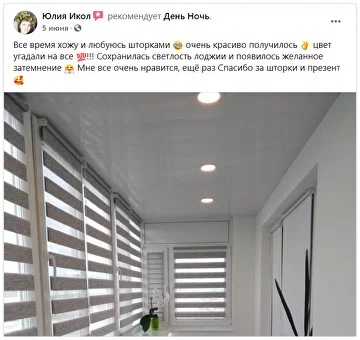 Юлия Икол рекомендует День Ночь.
5 июня ·
Все время хожу и любуюсь шторками 🤩 очень красиво получилось 👌 цвет
угадали на все 💯!!! Сохранилась светлость лоджии и появилось желанное
затемнение 🤗 Мне все очень нравится, ещё раз Спасибо за шторки и презент
🥰